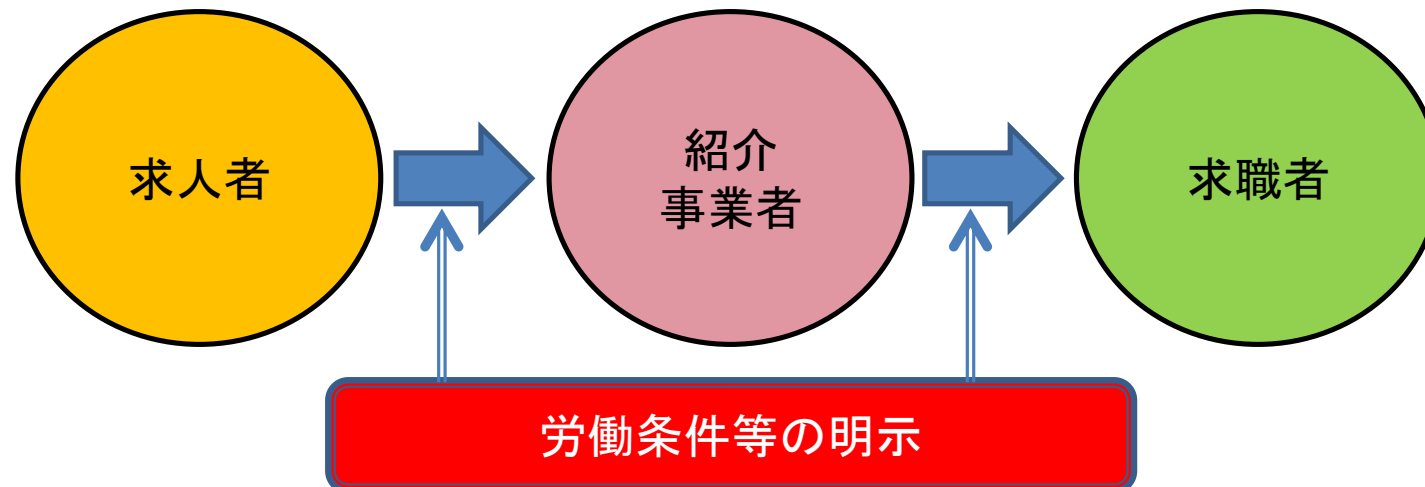 求人者
紹介
事業者
求職者
労働条件等の明示